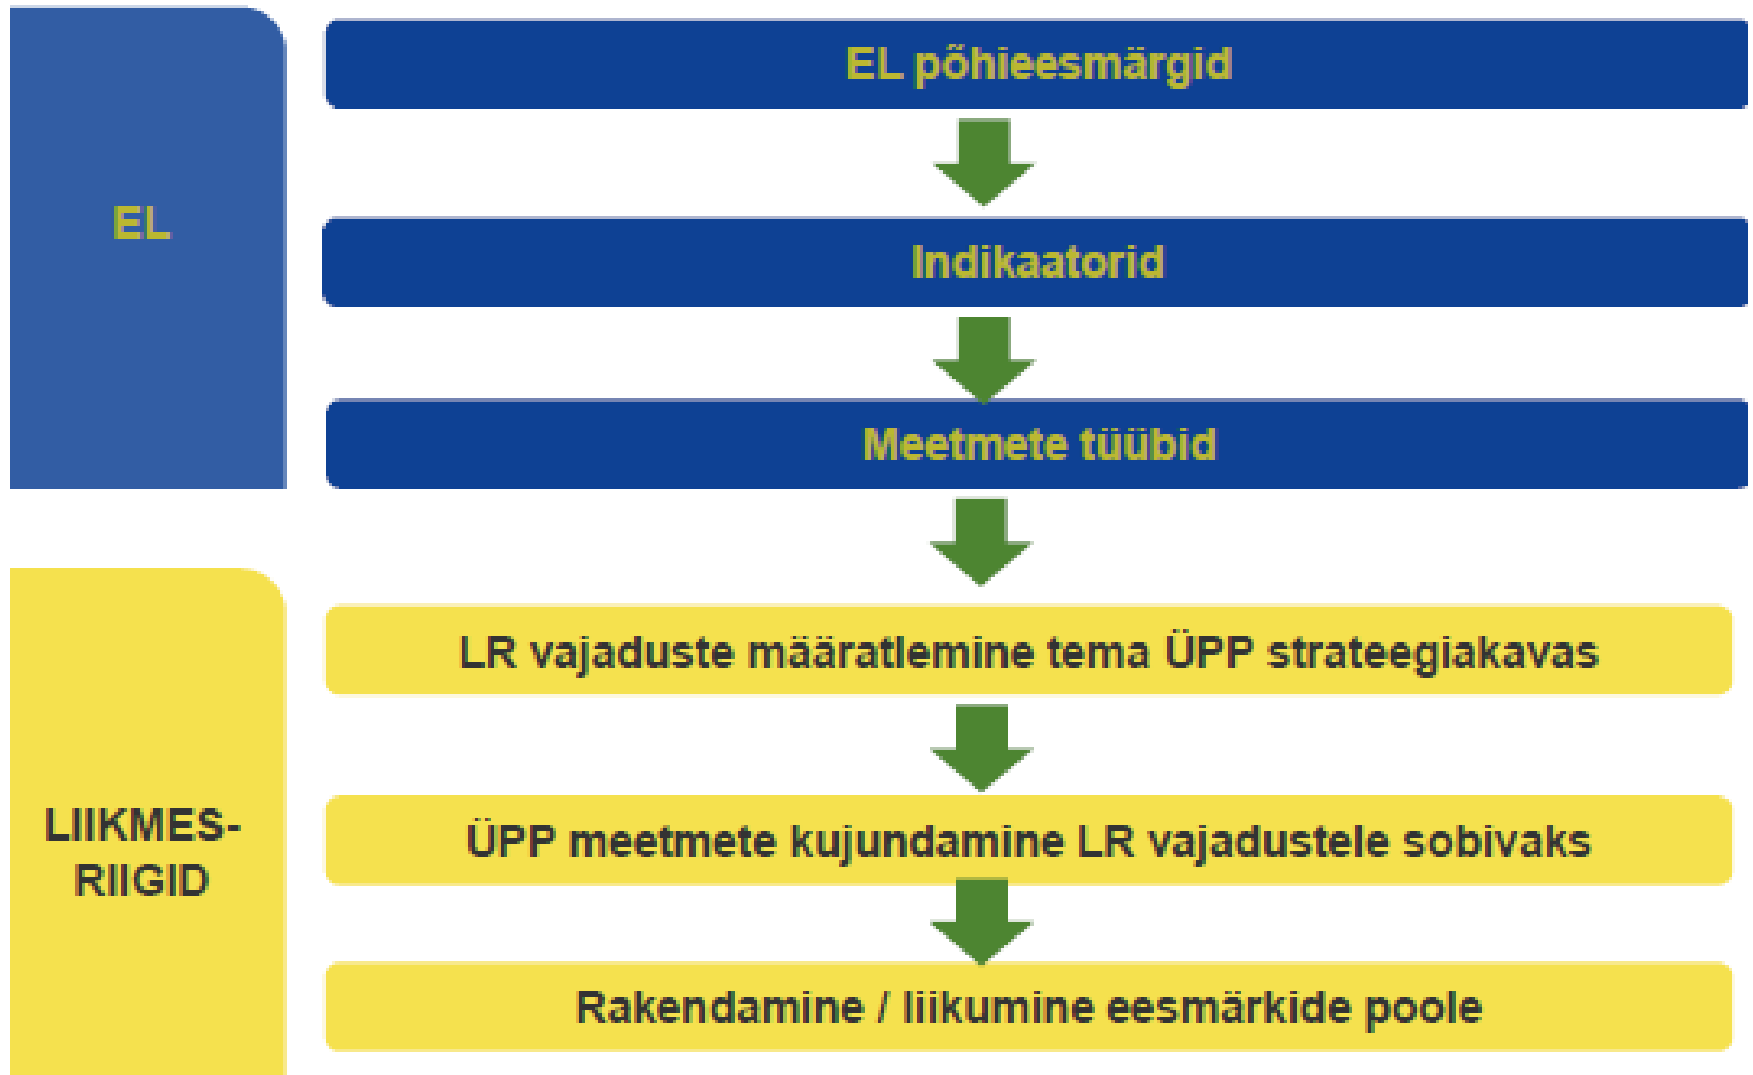 EL
EL põhieesmärgid
Indikaatorid
Meetmete tüübid
LIIKMES-
RIIGID
LR vajaduste määratlemine tema ÜPP strateegiakavas
ÜPP meetmete kujundamine LR vajadustele sobivaks
Rakendamine / liikumine eesmärkide poole